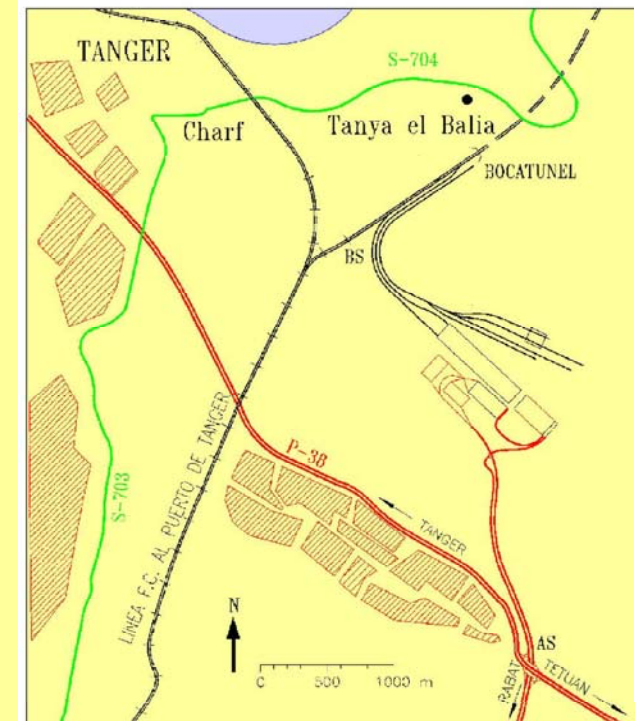 TANGER
S-704
Charf
Tanya el Balia
BOCATUNEL
BS
LINEA F.C. AL PUERTO DE TANGER
P-38
S-703
TANGER
N
AS
RABAT
TETUAN
0 500 1000 m